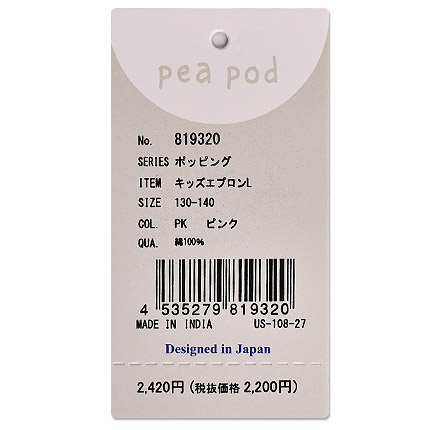 pea pod
No. 819320
SERIES ポッピング
ITEM キッズエプロンL
SIZE 130-140
COL. PK ピンク
QUA. 綿100%
4 535279 819320
MADE IN INDIA US-108-27
Designed in Japan
2,420円(税抜価格 2,200円)